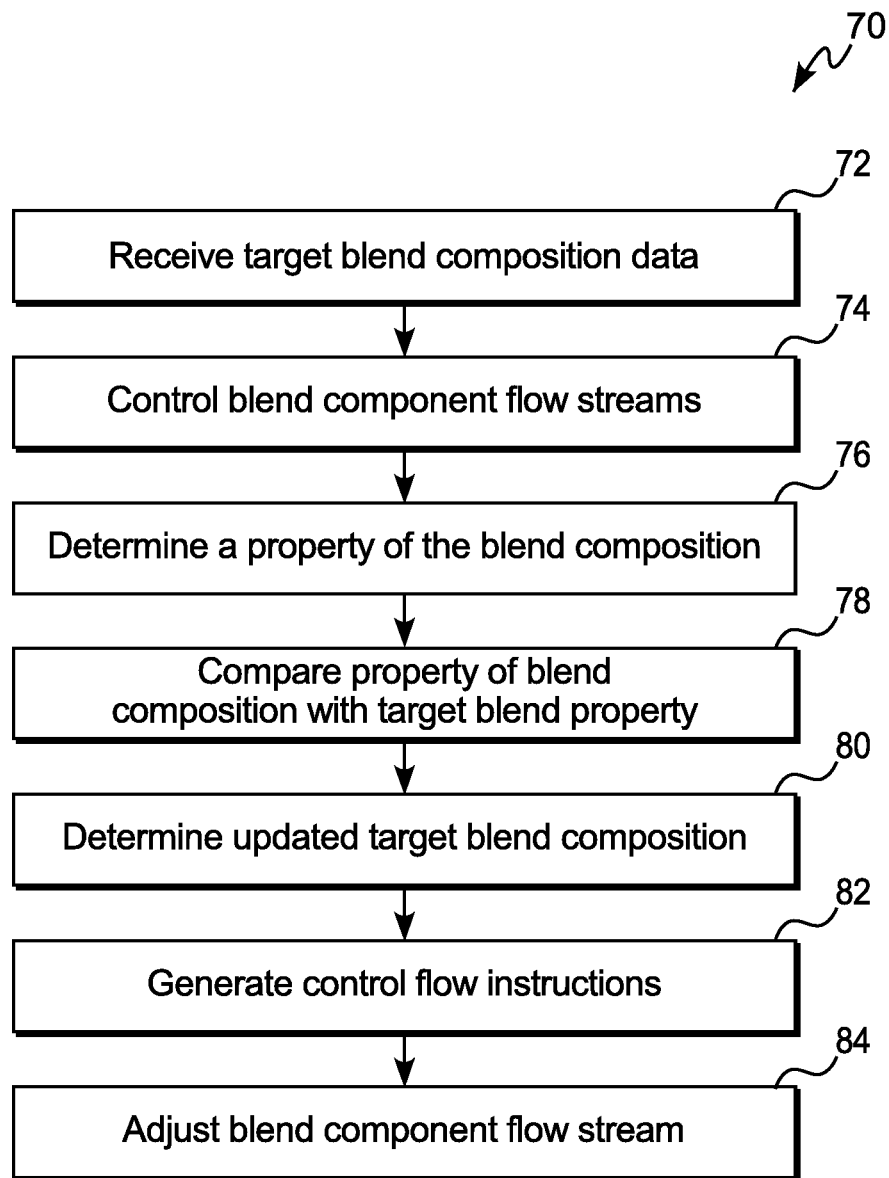 70
72
Receive target blend composition data
74
Control blend component flow streams
76
Determine a property of the blend composition
78
Compare property of blend
composition with target blend property
80
Determine updated target blend composition
82
Generate control flow instructions
84
Adjust blend component flow stream